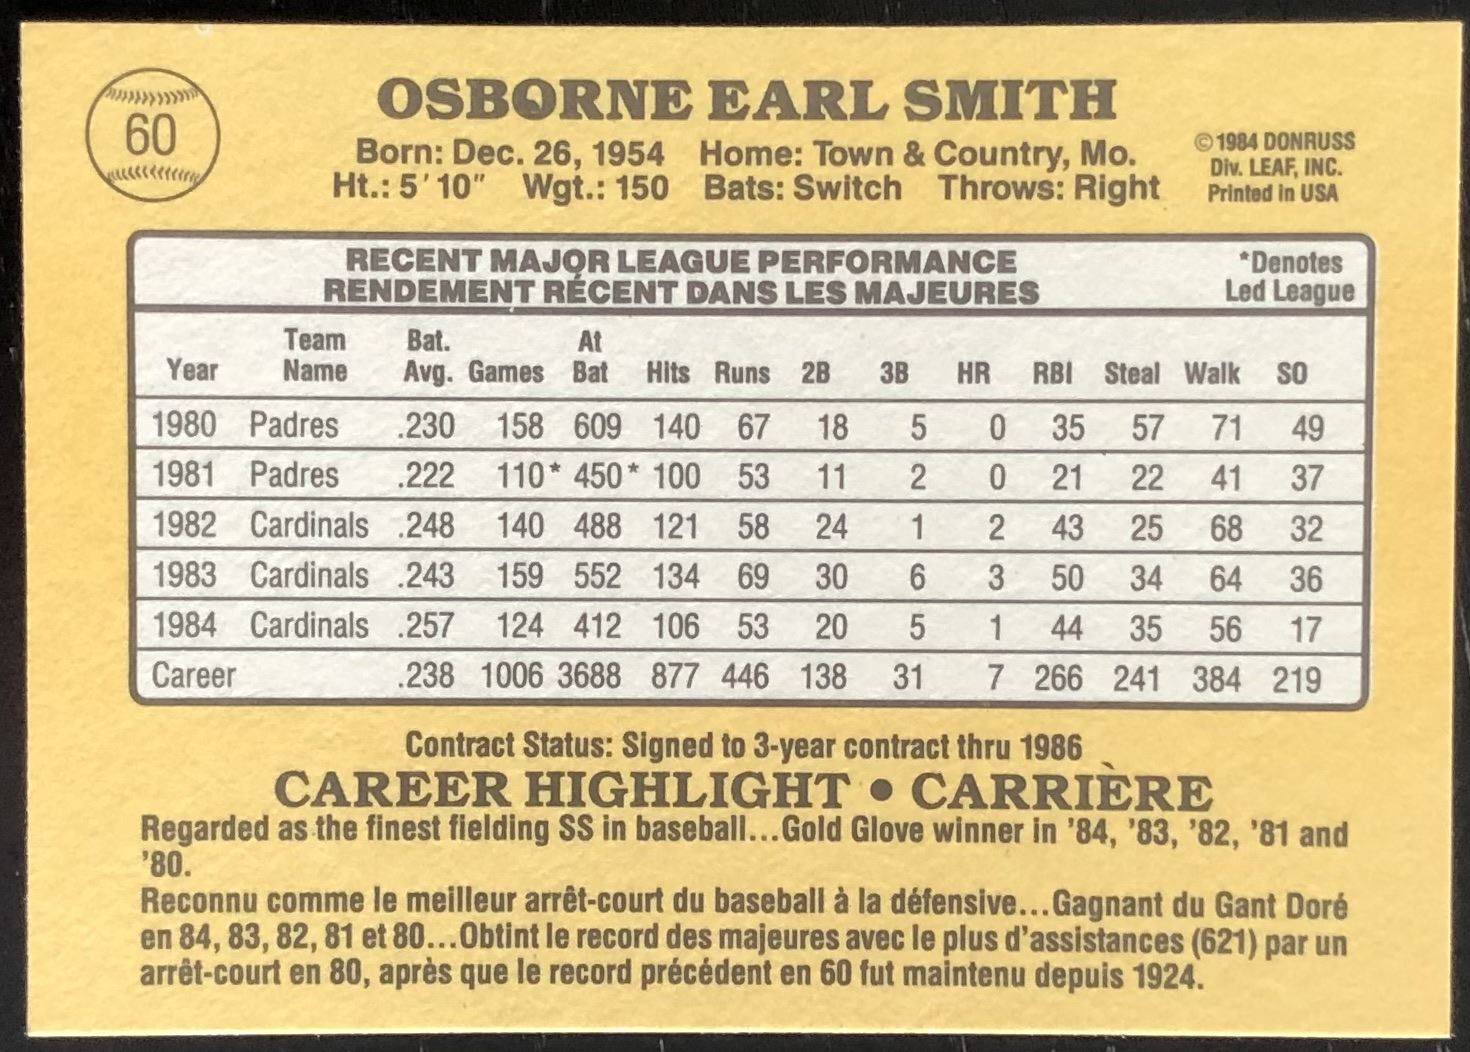 60
OSBORNE EARL SMITH
Born: Dec. 26, 1954 Home: Town & Country, Mo.
Ht.: 5'10" Wgt.: 150 Bats: Switch Throws: Right
©1984 DONRUSS
Div. LEAF, INC.
Printed in USA
RECENT MAJOR LEAGUE PERFORMANCE
RENDEMENT RÉCENT DANS LES MAJEURES
*Denotes
Led League
Year Team Name Bat. Avg. Games At Bat Hits Runs 2B 3B HR RBI Steal Walk SO
1980 Padres .230 158 609 140 67 18 5 0 35 57 71 49
1981 Padres .222 110* 450* 100 53 11 2 0 21 22 41 37
1982 Cardinals .248 140 488 121 58 24 1 2 43 25 68 32
1983 Cardinals .243 159 552 134 69 30 6 3 50 34 64 36
1984 Cardinals .257 124 412 106 53 20 5 1 44 35 56 17
Career .238 1006 3688 877 446 138 31 7 266 241 384 219
Contract Status: Signed to 3-year contract thru 1986
CAREER HIGHLIGHT • CARRIÈRE
Regarded as the finest fielding SS in baseball...Gold Glove winner in '84, '83, '82, '81 and
'80.
Reconnu comme le meilleur arrêt-court du baseball à la défensive...Gagnant du Gant Doré
en 84, 83, 82, 81 et 80...Obtint le record des majeures avec le plus d'assistances (621) par un
arrêt-court en 80, après que le record précédent en 60 fut maintenu depuis 1924.